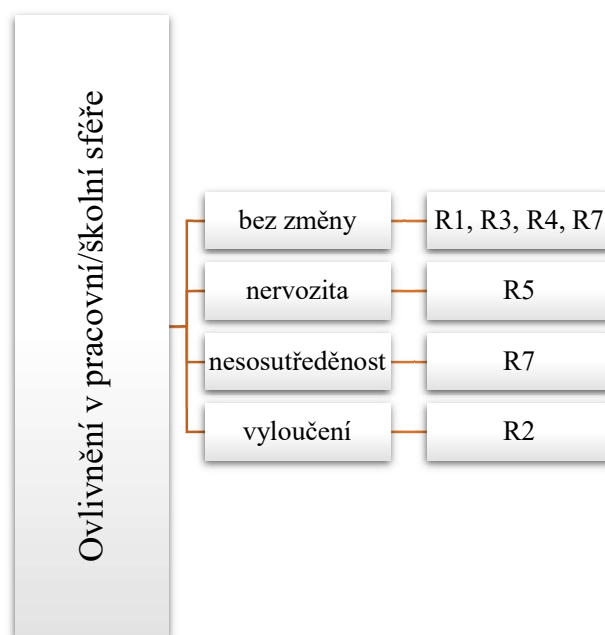 Ovlivnění v pracovní/školní sféře
bez změny
R1, R3, R4, R7
nervozita
R5
nesosutředěnost
R7
vyloučení
R2